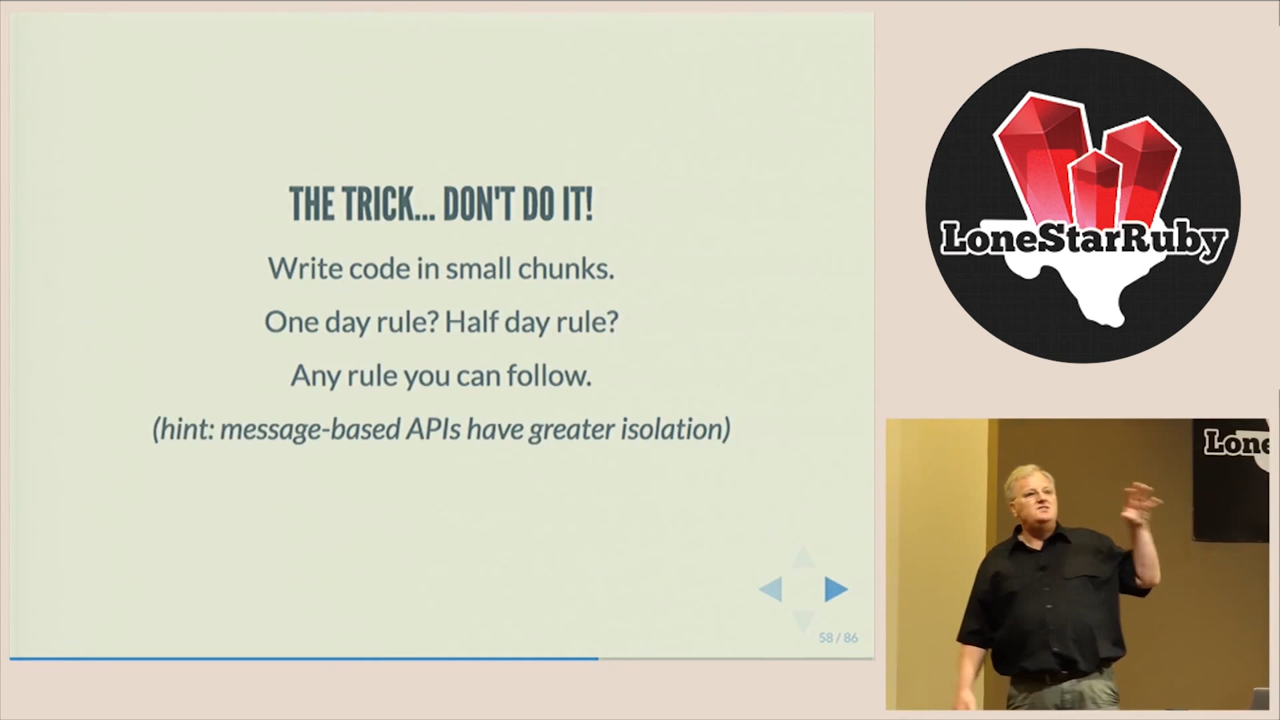 THE TRICK... DON'T DO IT!
Write code in small chunks.
One day rule? Half day rule?
Any rule you can follow.
(hint: message-based APIs have greater isolation)
58 / 86
LoneStarRuby
Lone